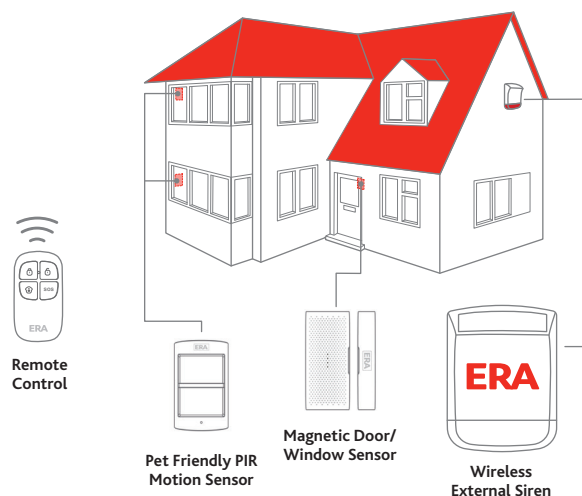 SOS
ERA
Remote
Control
ERA
Pet Friendly PIR
Motion Sensor
ERA
Magnetic Door/
Window Sensor
ERA
Wireless
External Siren